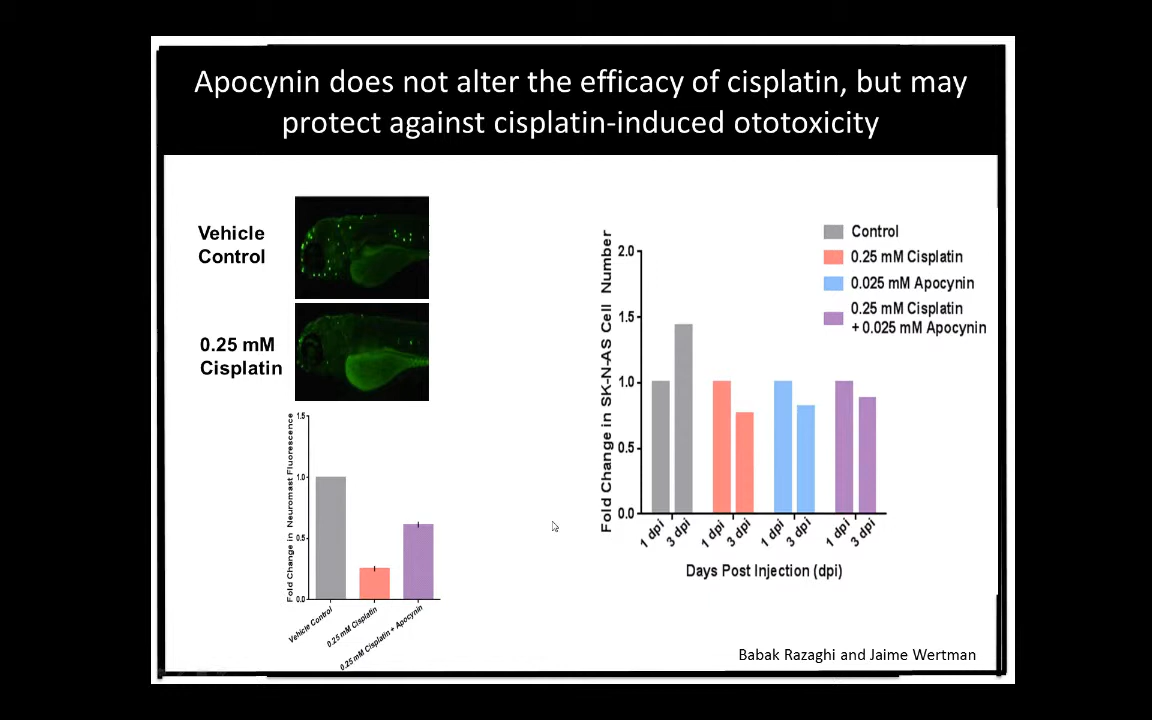 Apocynin does not alter the efficacy of cisplatin, but may
protect against cisplatin-induced ototoxicity
Vehicle
Control
0.25 mM
Cisplatin
Fold Change in Neuromast Fluorescence
1.5
1.0
0.5
0.0
Vehicle Control
0.25 mM Cisplatin
0.25 mM Cisplatin + Apocynin
Fold Change in SK-N-AS Cell Number
2.0
1.5
1.0
0.5
0.0
Control
0.25 mM Cisplatin
0.025 mM Apocynin
0.25 mM Cisplatin
+ 0.025 mM Apocynin
1 dpi
3 dpi
1 dpi
3 dpi
1 dpi
3 dpi
1 dpi
3 dpi
Days Post Injection (dpi)
Babak Razaghi and Jaime Wertman